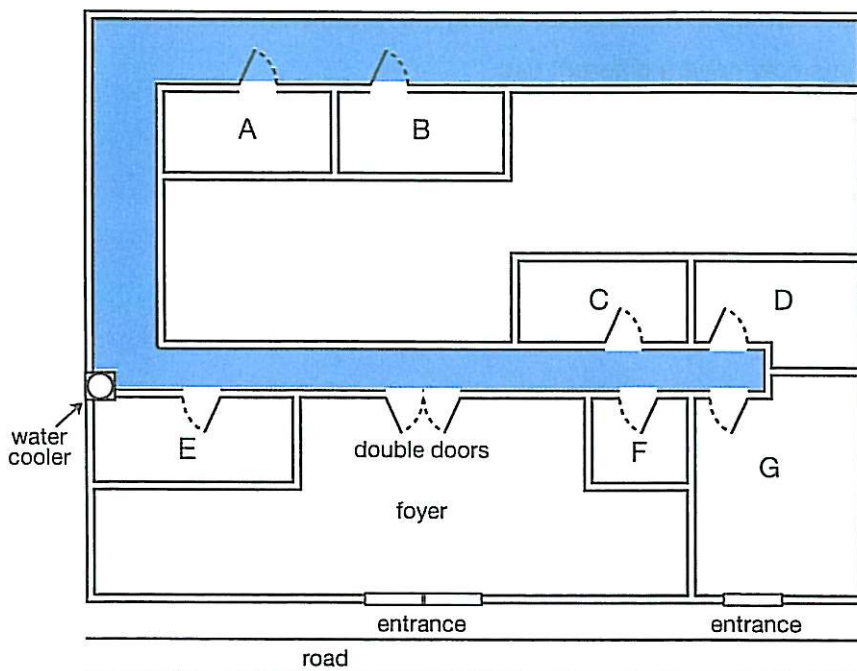 A
B
C
D
water
cooler
E
double doors
F
G
foyer
entrance
entrance
road